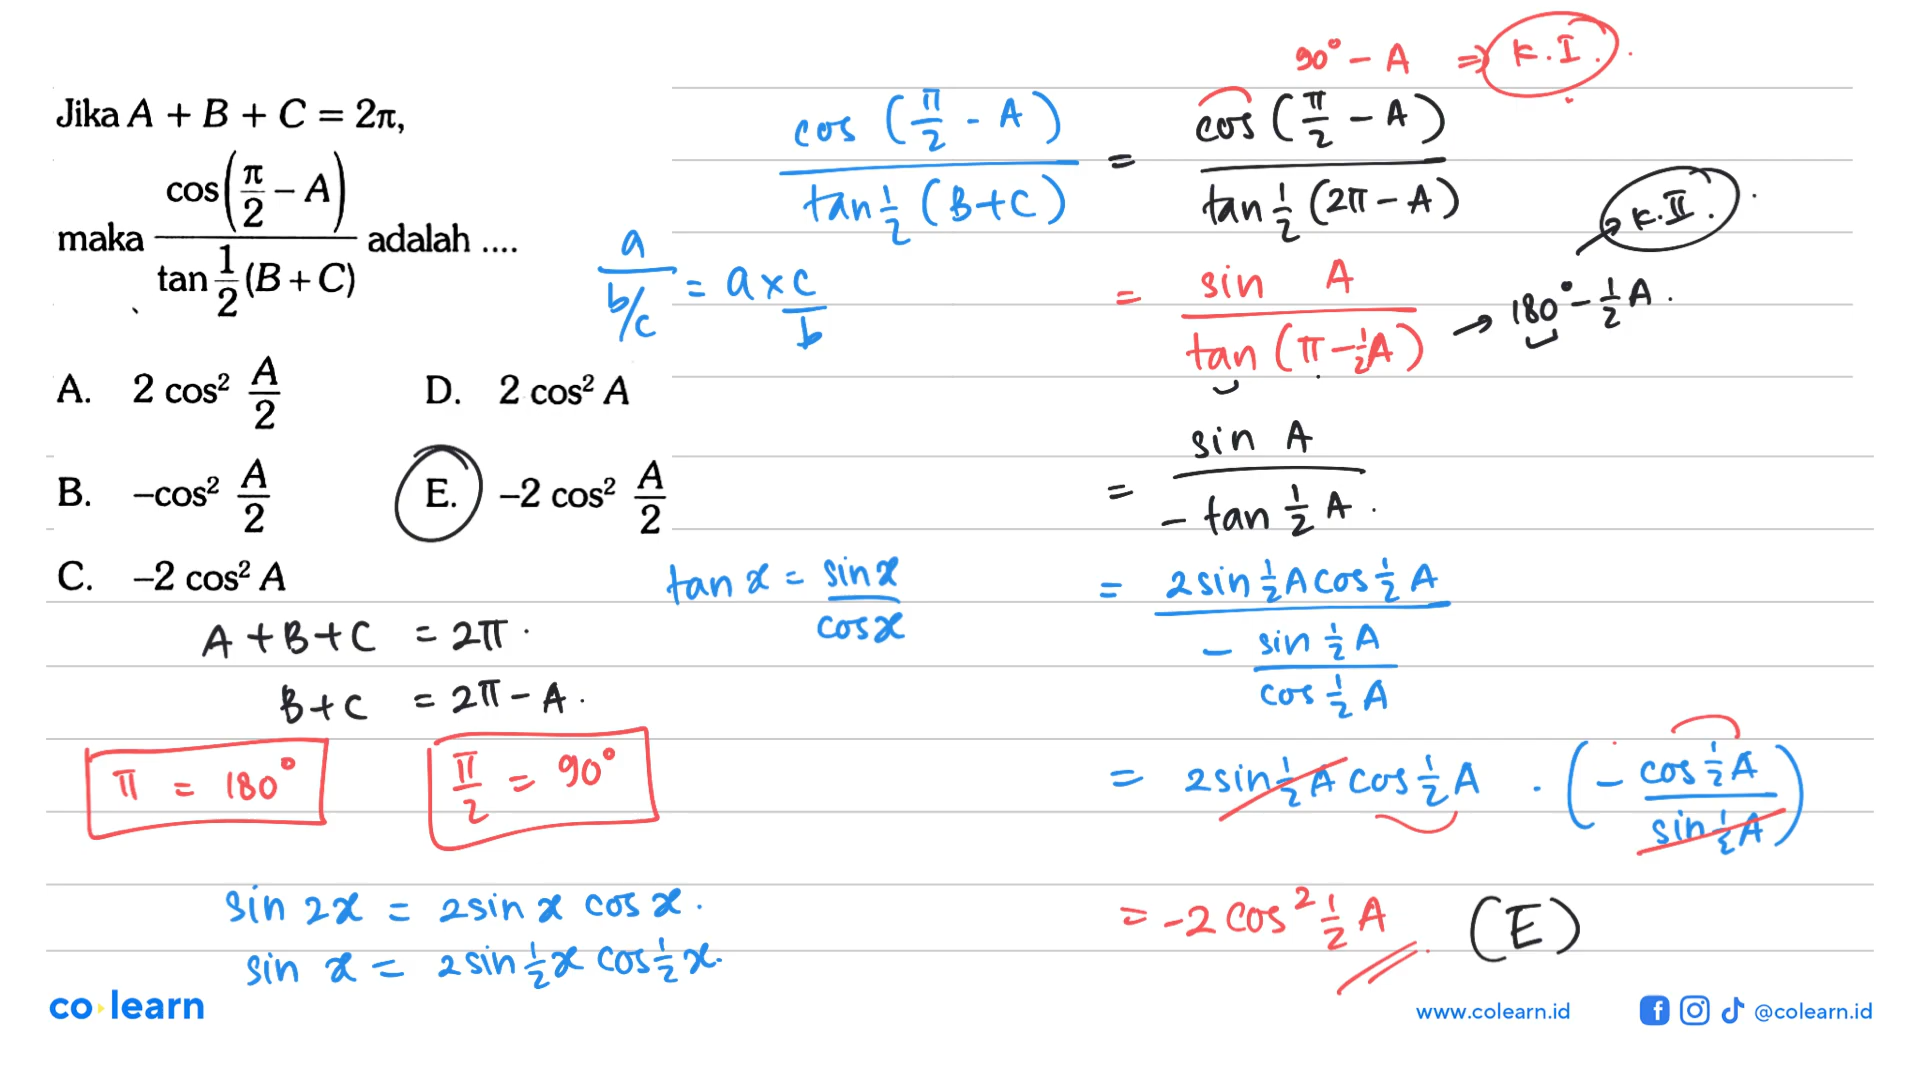 Jika A + B + C = 2π,
maka cos(π/2 − A) / tan 1/2 (B + C) adalah ....
A. 2 cos² A/2
D. 2 cos² A
B. −cos² A/2
E. −2 cos² A/2
C. −2 cos² A
A + B + C = 2π.
B + C = 2π − A.
π = 180°
π/2 = 90°
sin 2x = 2 sin x cos x.
sin x = 2 sin 1/2 x cos 1/2 x.
a / b/c = a × c / b
tan x = sin x / cos x
90° − A ⇒ K. I.
cos (π/2 − A) / tan 1/2 (B + C) = cos (π/2 − A) / tan 1/2 (2π − A)
K. II.
= sin A / tan (π − 1/2 A) → 180° − 1/2 A.
= sin A / − tan 1/2 A.
= 2 sin 1/2 A cos 1/2 A / − sin 1/2 A / cos 1/2 A
= 2 sin 1/2 A cos 1/2 A . (− cos 1/2 A / sin 1/2 A)
= −2 cos² 1/2 A (E)
co learn
www.colearn.id
@colearn.id